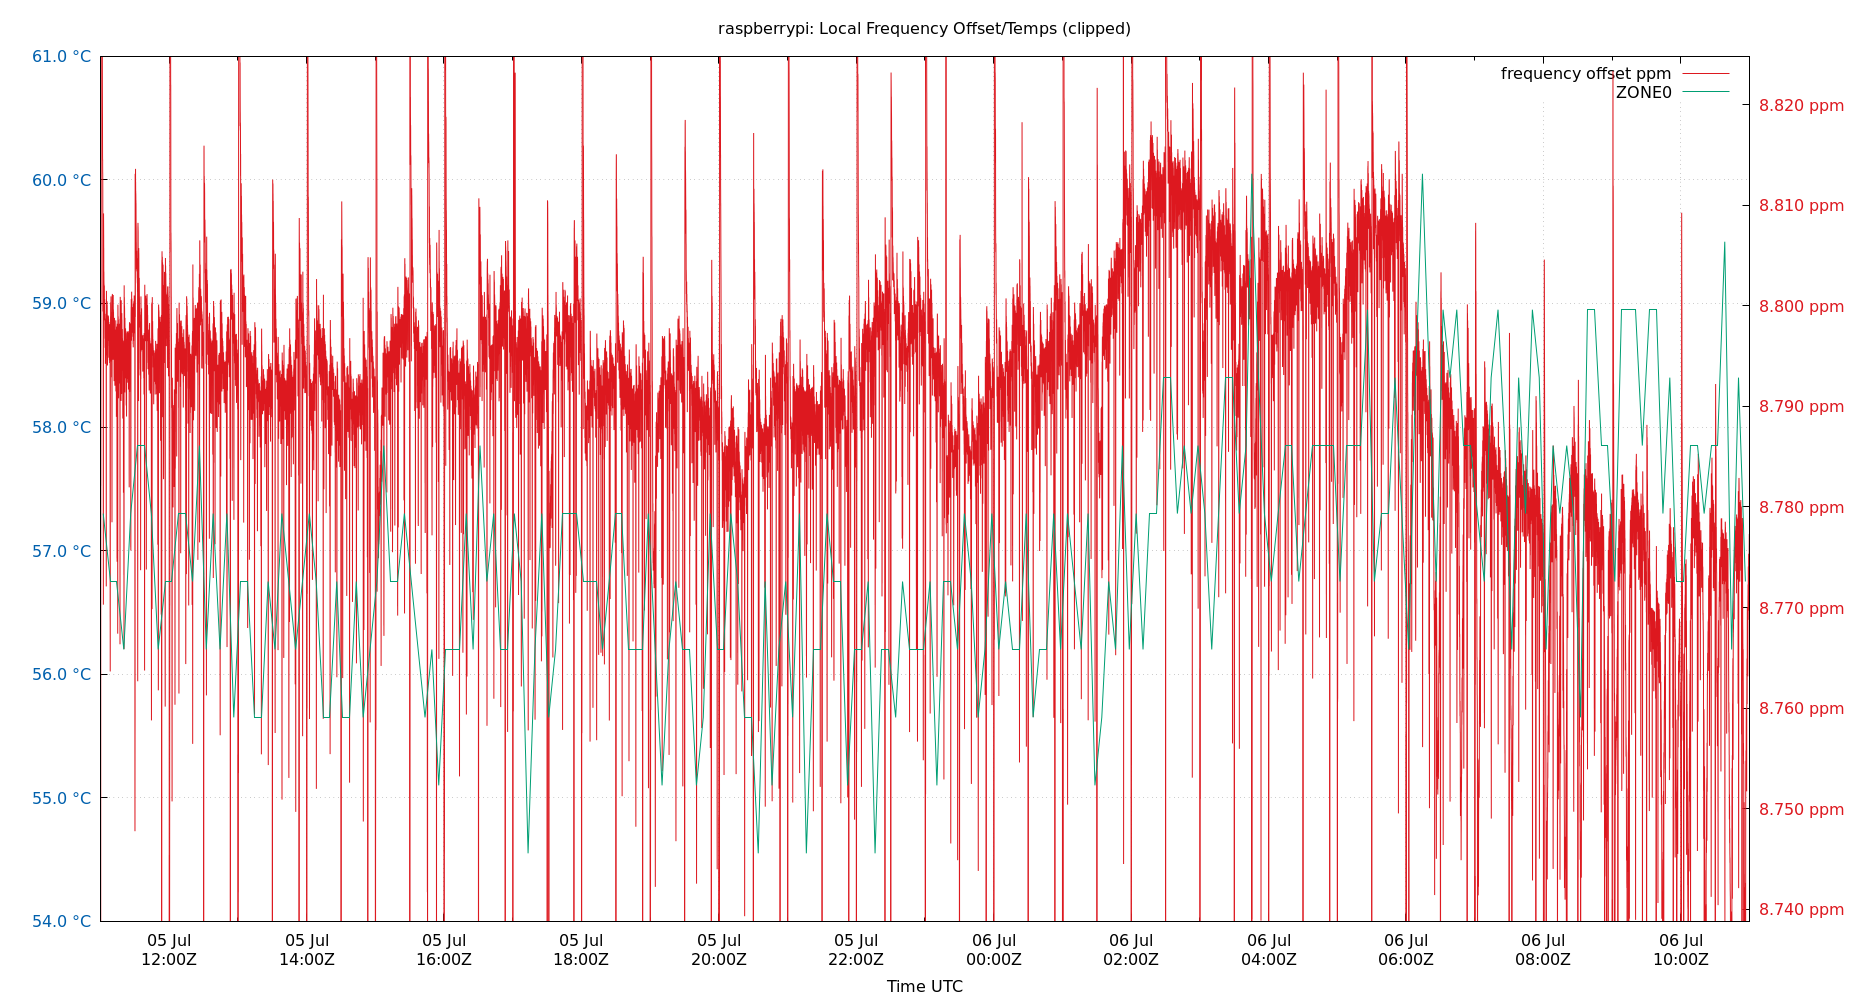 raspberrypi: Local Frequency Offset/Temps (clipped)
frequency offset ppm
ZONE0
61.0 °C
60.0 °C
59.0 °C
58.0 °C
57.0 °C
56.0 °C
55.0 °C
54.0 °C
8.820 ppm
8.810 ppm
8.800 ppm
8.790 ppm
8.780 ppm
8.770 ppm
8.760 ppm
8.750 ppm
8.740 ppm
05 Jul 05 Jul 05 Jul 05 Jul 05 Jul 05 Jul 06 Jul 06 Jul 06 Jul 06 Jul 06 Jul 06 Jul
12:00Z 14:00Z 16:00Z 18:00Z 20:00Z 22:00Z 00:00Z 02:00Z 04:00Z 06:00Z 08:00Z 10:00Z
Time UTC